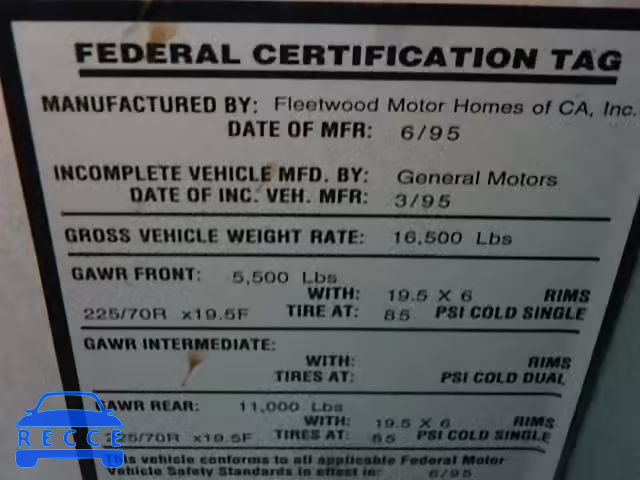 FEDERAL CERTIFICATION TAG
MANUFACTURED BY: Fleetwood Motor Homes of CA, Inc.
DATE OF MFR: 6/95
INCOMPLETE VEHICLE MFD. BY: General Motors
DATE OF INC. VEH. MFR: 3/95
GROSS VEHICLE WEIGHT RATE: 16,500 Lbs
GAWR FRONT: 5,500 Lbs
WITH: 19.5 X 6 RIMS
225/70R x19.5F TIRE AT: 85 PSI COLD SINGLE
GAWR INTERMEDIATE:
WITH: RIMS
TIRES AT: PSI COLD DUAL
GAWR REAR: 11,000 Lbs
WITH: 19.5 X 6 RIMS
225/70R x19.5F TIRES AT: 85 PSI COLD SINGLE
This vehicle conforms to all applicable Federal Motor
Vehicle Safety Standards in effect in: 6/95
RECCE